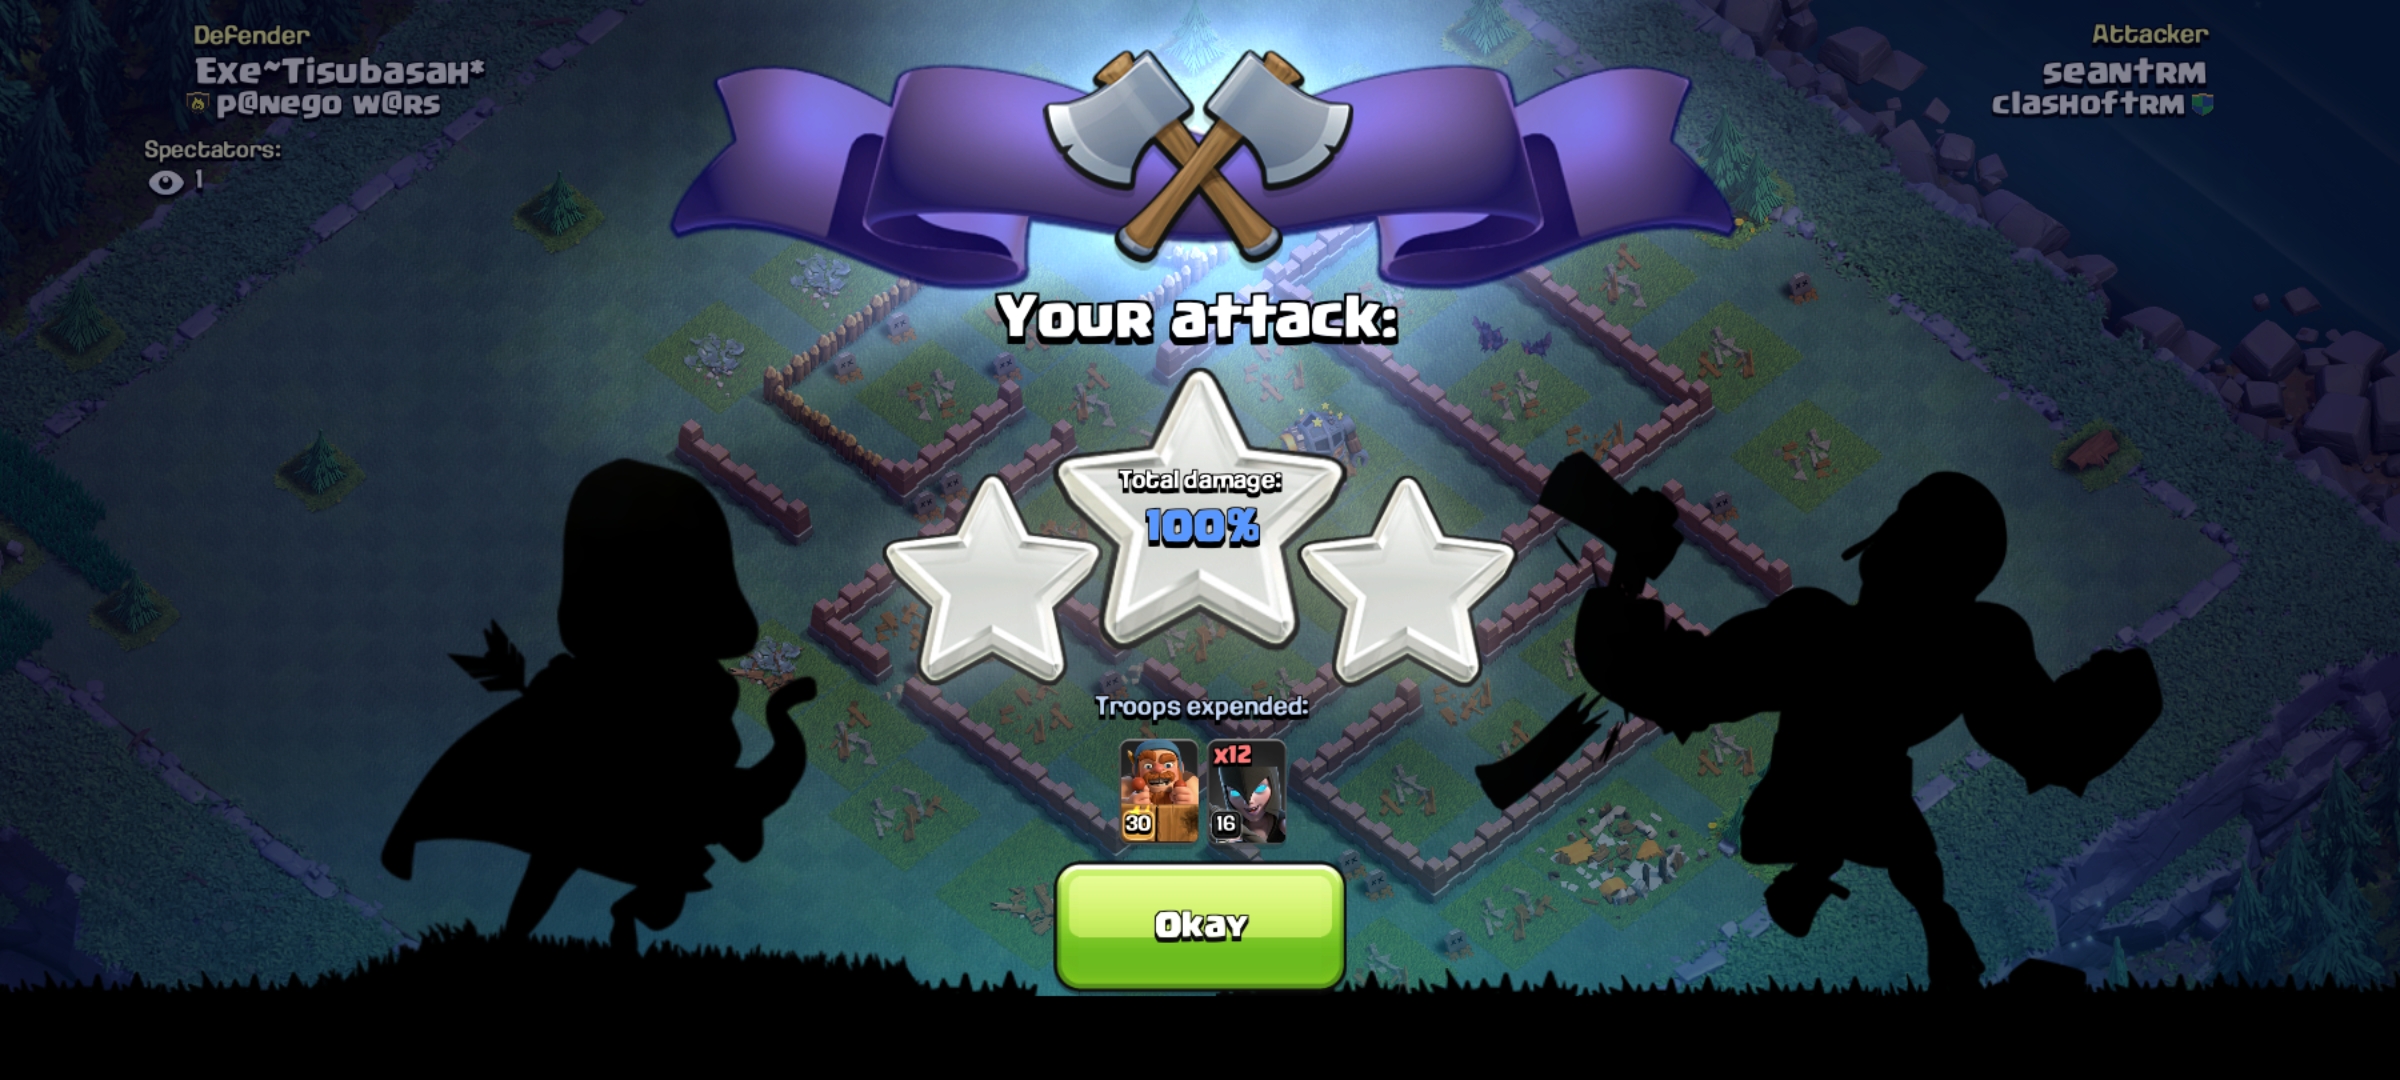 Defender
Exe~Tisubasah*
p@nego w@rs
Spectators:
1
Attacker
seantrm
clashoftrm
Your attack:
Total damage:
100%
Troops expended:
x12
30
16
Okay